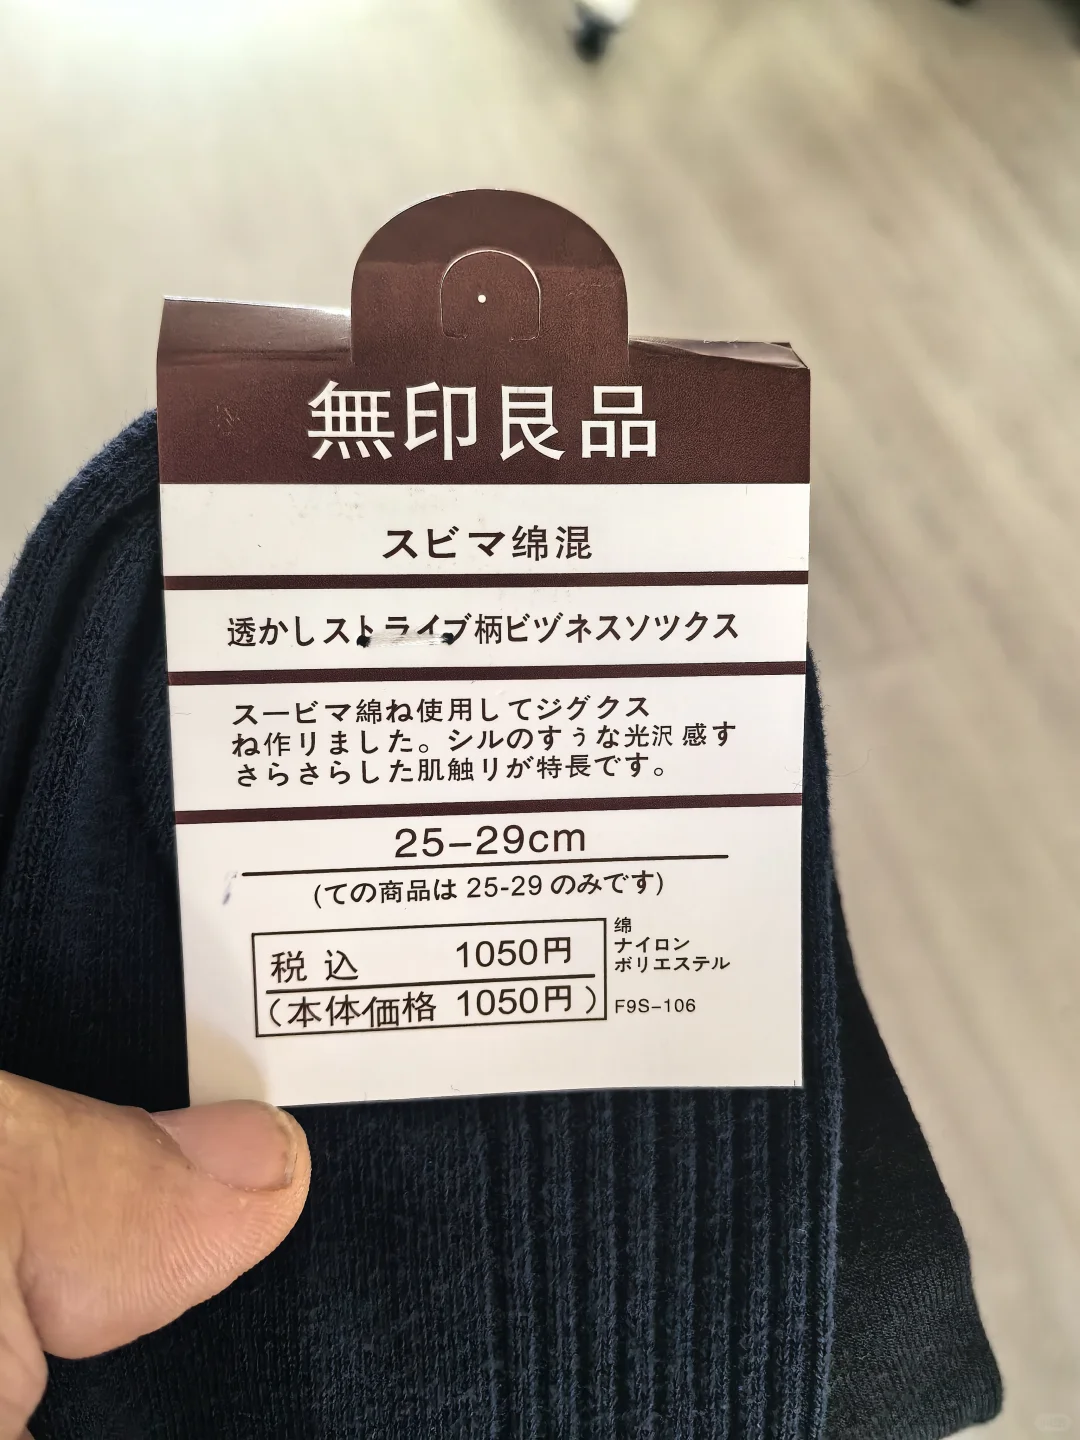 無印良品
スビマ绵混
透かしストライブ柄ビヅネスソツクス
スービマ綿ね使用してジグクス
ね作リました。シルのすぅな光沢感す
さらさらした肌触リが特長です。
25-29cm
(ての商品は 25-29 のみです)
税込 1050円
(本体価格 1050円)
绵
ナイロン
ボリエステル
F9S-106